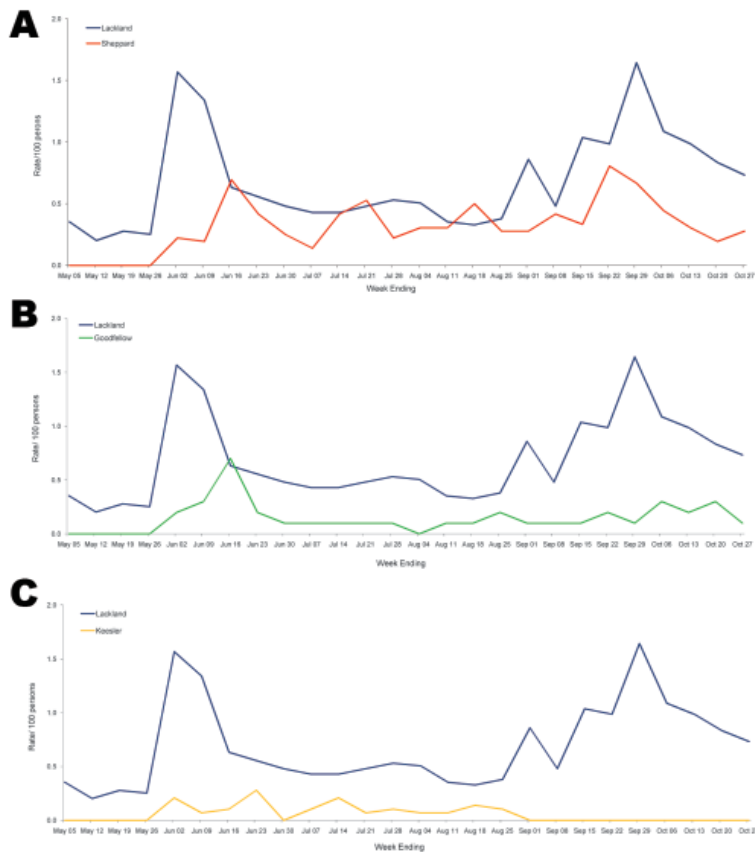 A
2.0
Lackland
Sheppard
1.5
Rate/100 perons
1.0
0.5
0.0
May 05 May 12 May 19 May 26 Jun 02 Jun 09 Jun 16 Jun 23 Jun 30 Jul 07 Jul 14 Jul 21 Jul 28 Aug 04 Aug 11 Aug 18 Aug 25 Sep 01 Sep 08 Sep 15 Sep 22 Sep 29 Oct 06 Oct 13 Oct 20 Oct 27
Week Ending
B
2.0
Lackland
Goodfellow
1.5
Rate/ 100 persons
1.0
0.5
0.0
May 05 May 12 May 19 May 26 Jun 02 Jun 09 Jun 16 Jun 23 Jun 30 Jul 07 Jul 14 Jul 21 Jul 28 Aug 04 Aug 11 Aug 18 Aug 25 Sep 01 Sep 08 Sep 15 Sep 22 Sep 29 Oct 06 Oct 13 Oct 20 Oct 27
Week Ending
C
2.0
Lackland
Keesler
1.5
Rate/ 100 persons
1.0
0.5
0.0
May 05 May 12 May 19 May 26 Jun 02 Jun 09 Jun 16 Jun 23 Jun 30 Jul 07 Jul 14 Jul 21 Jul 28 Aug 04 Aug 11 Aug 18 Aug 25 Sep 01 Sep 08 Sep 15 Sep 22 Sep 29 Oct 06 Oct 13 Oct 20 Oct 2
Week Ending